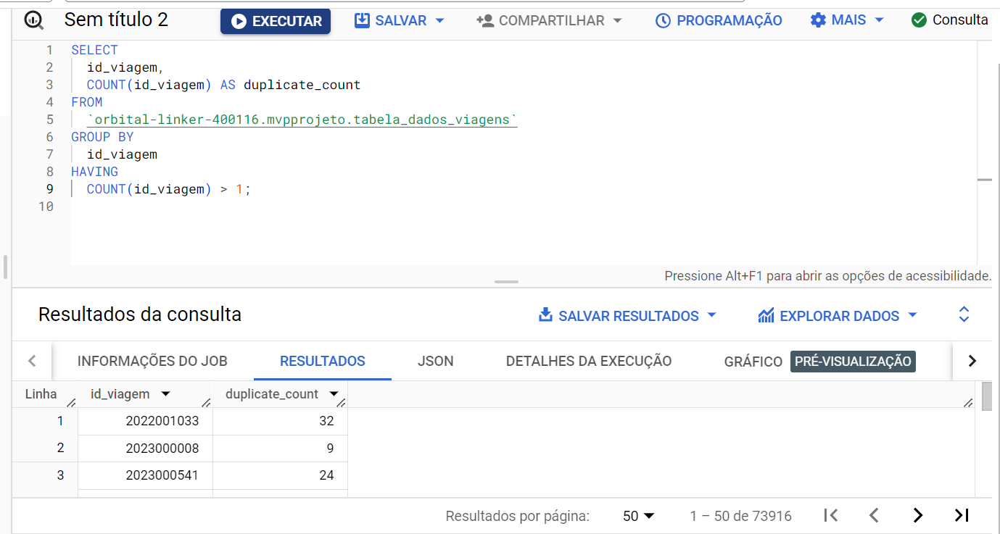 Sem título 2 EXECUTAR SALVAR COMPARTILHAR PROGRAMAÇÃO MAIS Consulta
1 SELECT
2 id_viagem,
3 COUNT(id_viagem) AS duplicate_count
4 FROM
5 `orbital-linker-400116.mvpprojeto.tabela_dados_viagens`
6 GROUP BY
7 id_viagem
8 HAVING
9 COUNT(id_viagem) > 1;
10
Pressione Alt+F1 para abrir as opções de acessibilidade.
Resultados da consulta SALVAR RESULTADOS EXPLORAR DADOS
INFORMAÇÕES DO JOB RESULTADOS JSON DETALHES DA EXECUÇÃO GRÁFICO PRÉ-VISUALIZAÇÃO
Linha id_viagem duplicate_count
1 2022001033 32
2 2023000008 9
3 2023000541 24
Resultados por página: 50 1 – 50 de 73916